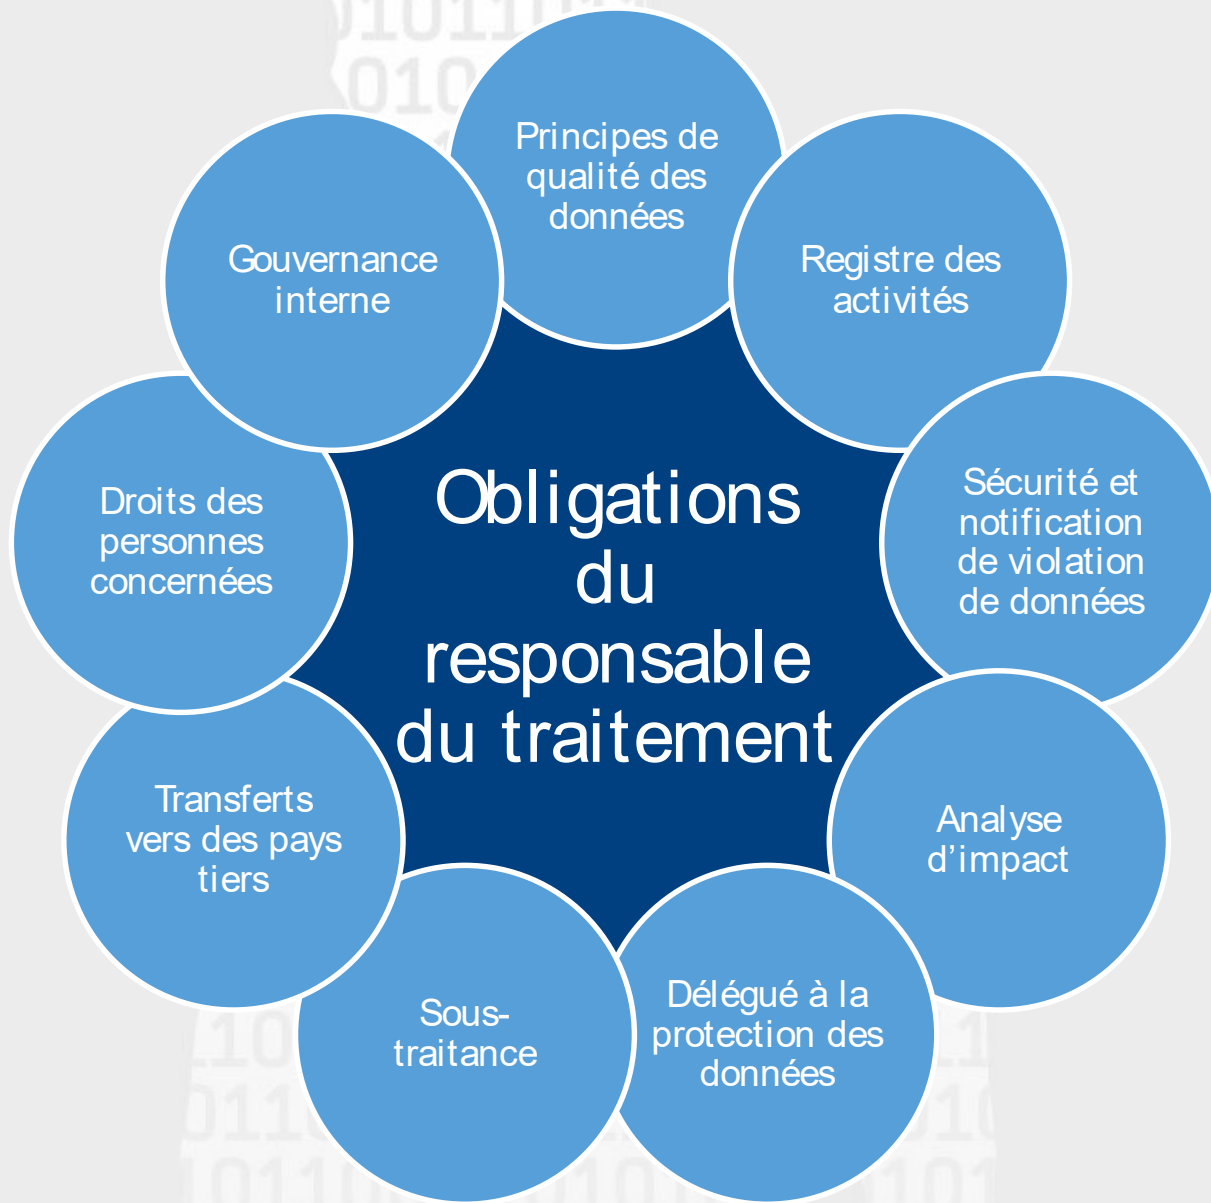 Principes de
qualité des
données
Registre des
activités
Sécurité et
notification
de violation
de données
Analyse
d’impact
Délégué à la
protection des
données
Sous-
traitance
Transferts
vers des pays
tiers
Droits des
personnes
concernées
Gouvernance
interne
Obligations
du
responsable
du traitement